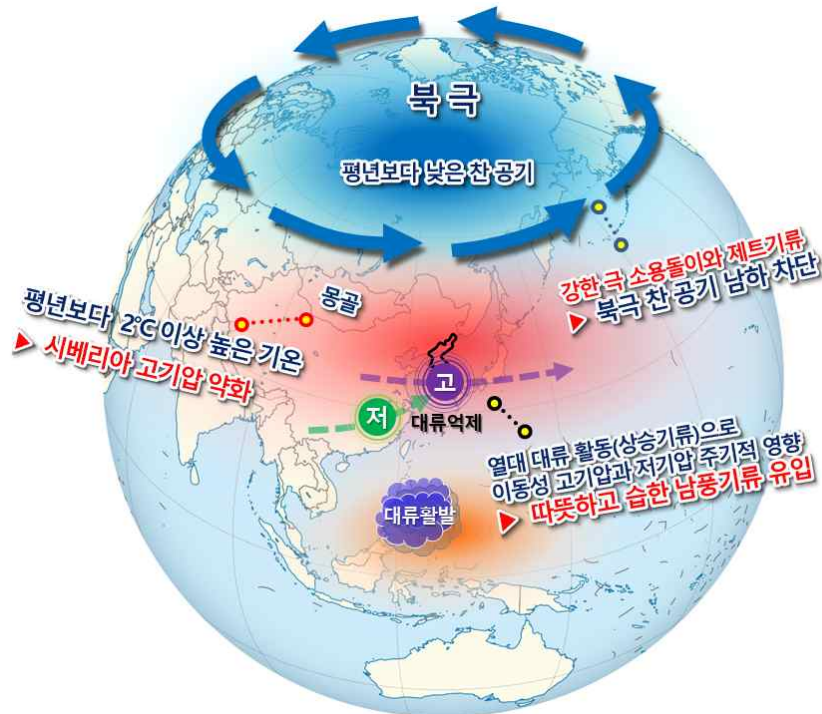 북극
평년보다 낮은 찬 공기
강한 극 소용돌이와 제트기류
▶ 북극 찬 공기 남하 차단
몽골
평년보다 2℃ 이상 높은 기온
▶ 시베리아 고기압 약화
고
저
대류억제
열대 대류 활동(상승기류)으로
이동성 고기압과 저기압 주기적 영향
▶ 따뜻하고 습한 남풍기류 유입
대류활발